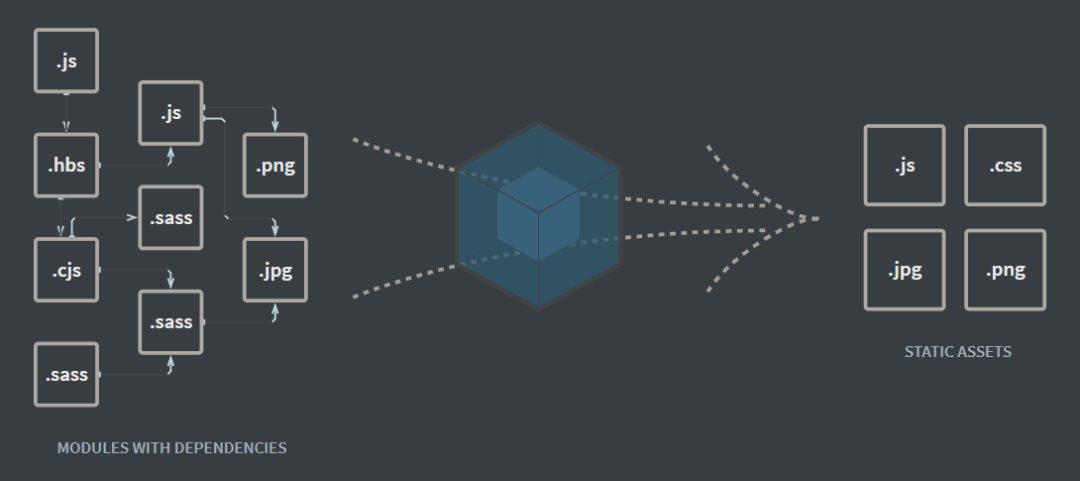 .js
.js
.hbs
.png
.sass
.cjs
.jpg
.sass
.sass
MODULES WITH DEPENDENCIES
.js
.css
.jpg
.png
STATIC ASSETS